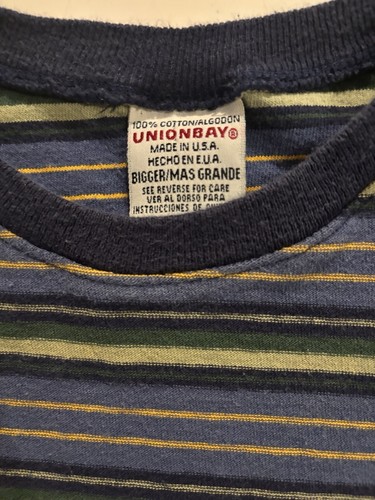 100% COTTON/ALGODON
UNIONBAY®
MADE IN U.S.A.
HECHO EN E.U.A.
BIGGER/MAS GRANDE
SEE REVERSE FOR CARE
VER AL DORSO PARA
INSTRUCCIONES DE